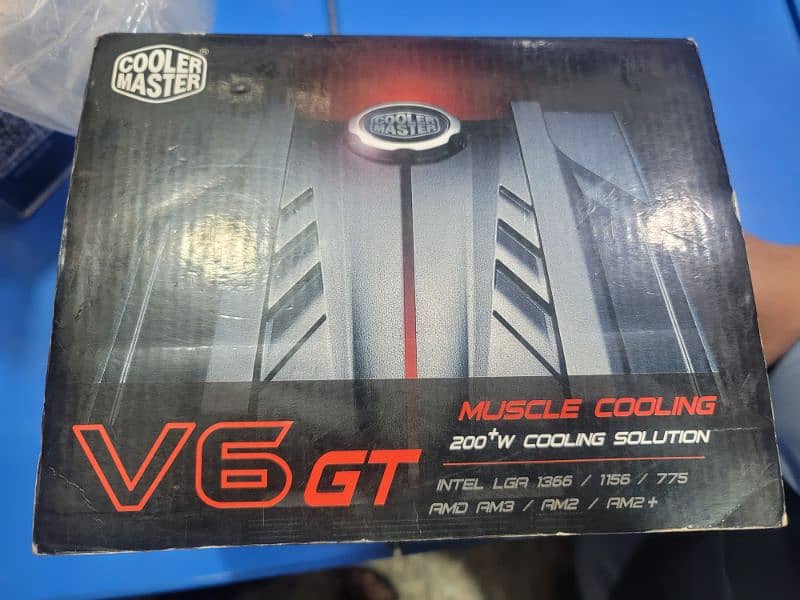 COOLER
MASTER
®
COOLER
MASTER
V6 GT
MUSCLE COOLING
200+W COOLING SOLUTION
INTEL LGA 1366 / 1156 / 775
AMD AM3 / AM2 / AM2+